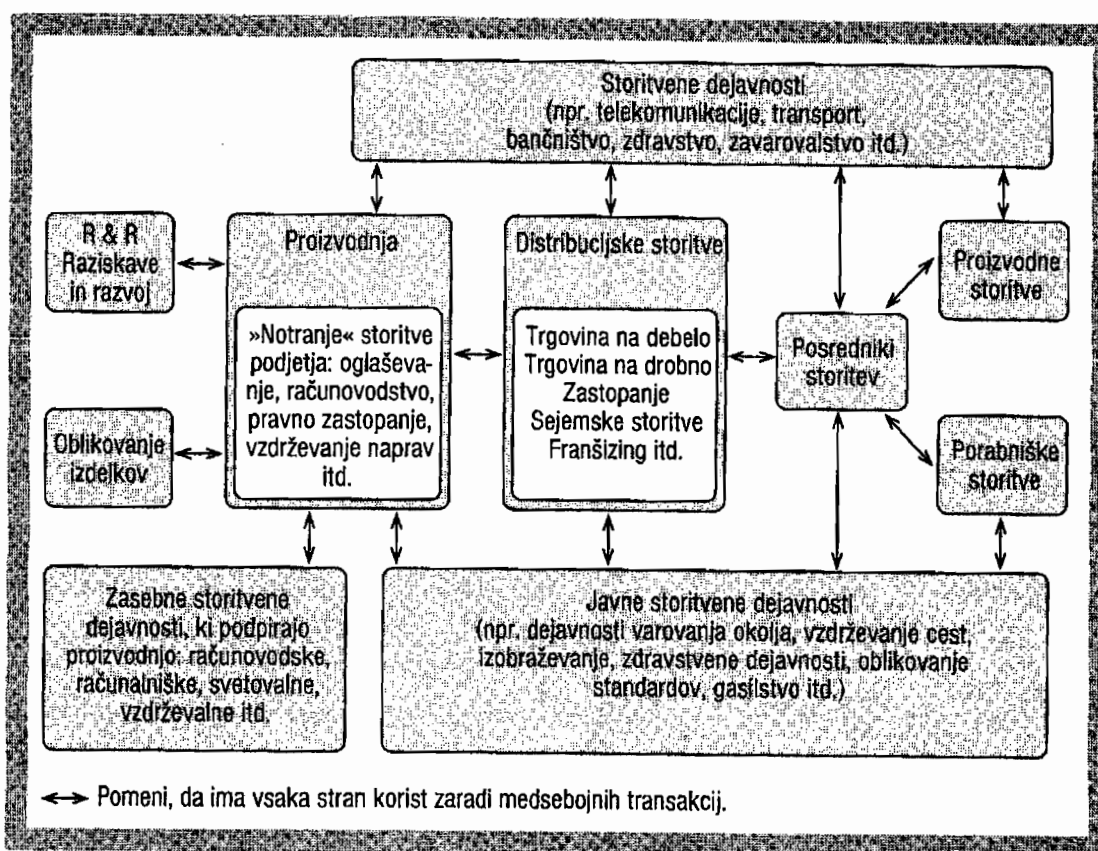 Storitvene dejavnosti
(npr. telekomunikacije, transport,
bančništvo, zdravstvo, zavarovalstvo itd.)
R & R
Raziskave
in razvoj
Proizvodnja
Distribucijske storitve
Proizvodne
storitve
»Notranje« storitve
podjetja: oglaševa-
nje, računovodstvo,
pravno zastopanje,
vzdrževanje naprav
itd.
Trgovina na debelo
Trgovina na drobno
Zastopanje
Sejemske storitve
Franšizing itd.
Posredniki
storitev
Oblikovanje
izdelkov
Porabniške
storitve
Zasebne storitvene
dejavnosti, ki podpirajo
proizvodnjo: računovodske,
računalniške, svetovalne,
vzdrževalne itd.
Javne storitvene dejavnosti
(npr. dejavnosti varovanja okolja, vzdrževanje cest,
izobraževanje, zdravstvene dejavnosti, oblikovanje
standardov, gasilstvo itd.)
Pomeni, da ima vsaka stran korist zaradi medsebojnih transakcij.